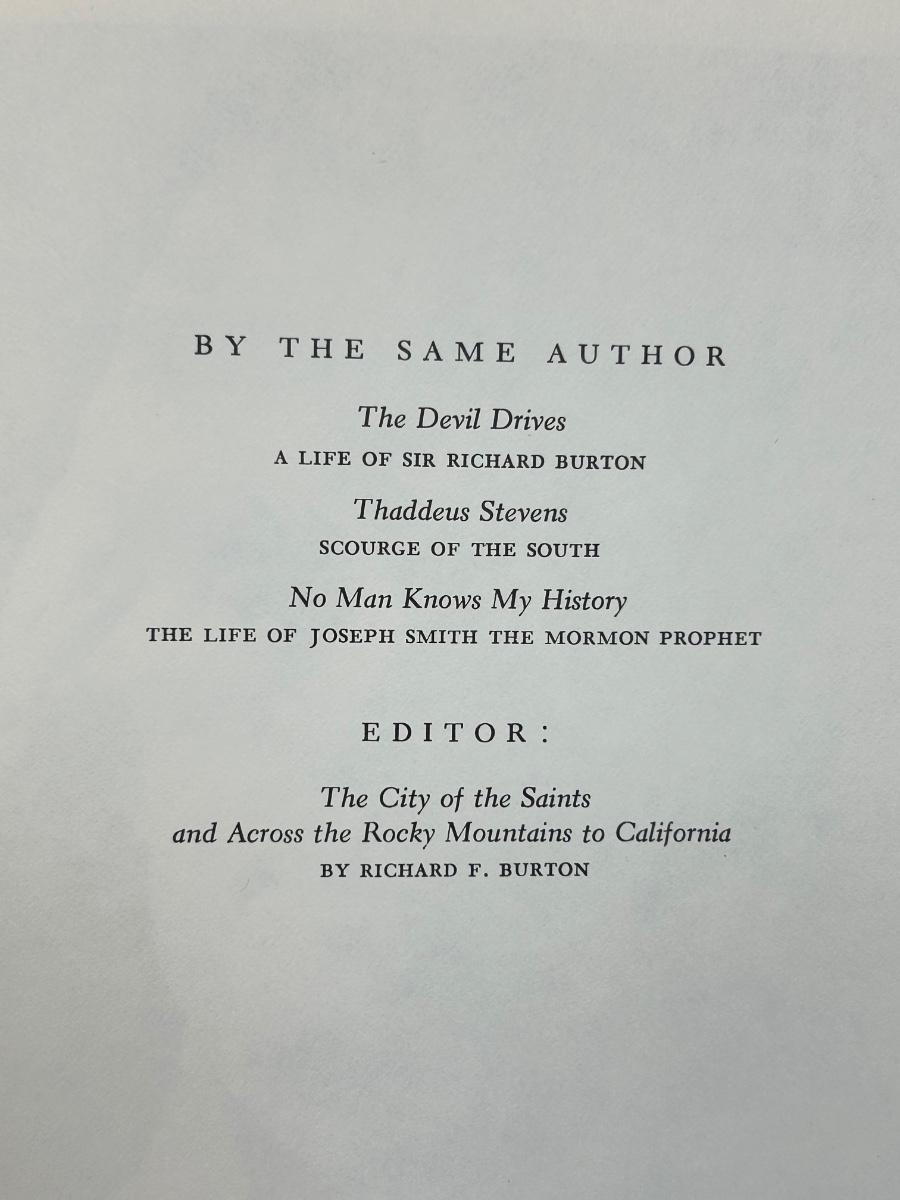 BY THE SAME AUTHOR
The Devil Drives
A LIFE OF SIR RICHARD BURTON
Thaddeus Stevens
SCOURGE OF THE SOUTH
No Man Knows My History
THE LIFE OF JOSEPH SMITH THE MORMON PROPHET
EDITOR:
The City of the Saints
and Across the Rocky Mountains to California
BY RICHARD F. BURTON